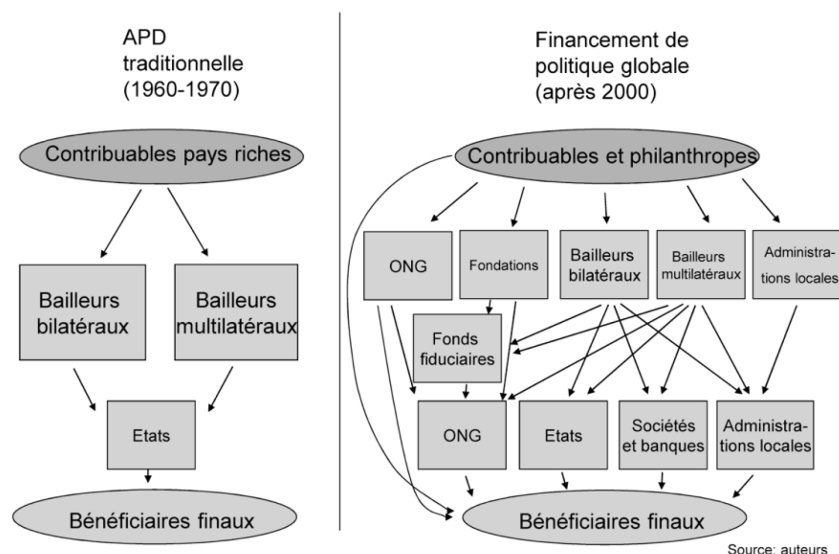 APD
traditionnelle
(1960-1970)
Contribuables pays riches
Bailleurs
bilatéraux
Bailleurs
multilatéraux
Etats
Bénéficiaires finaux
Financement de
politique globale
(après 2000)
Contribuables et philanthropes
ONG
Fondations
Bailleurs
bilatéraux
Bailleurs
multilatéraux
Administra-
tions locales
Fonds
fiduciaires
ONG
Etats
Sociétés
et banques
Administra-
tions locales
Bénéficiaires finaux
Source: auteurs